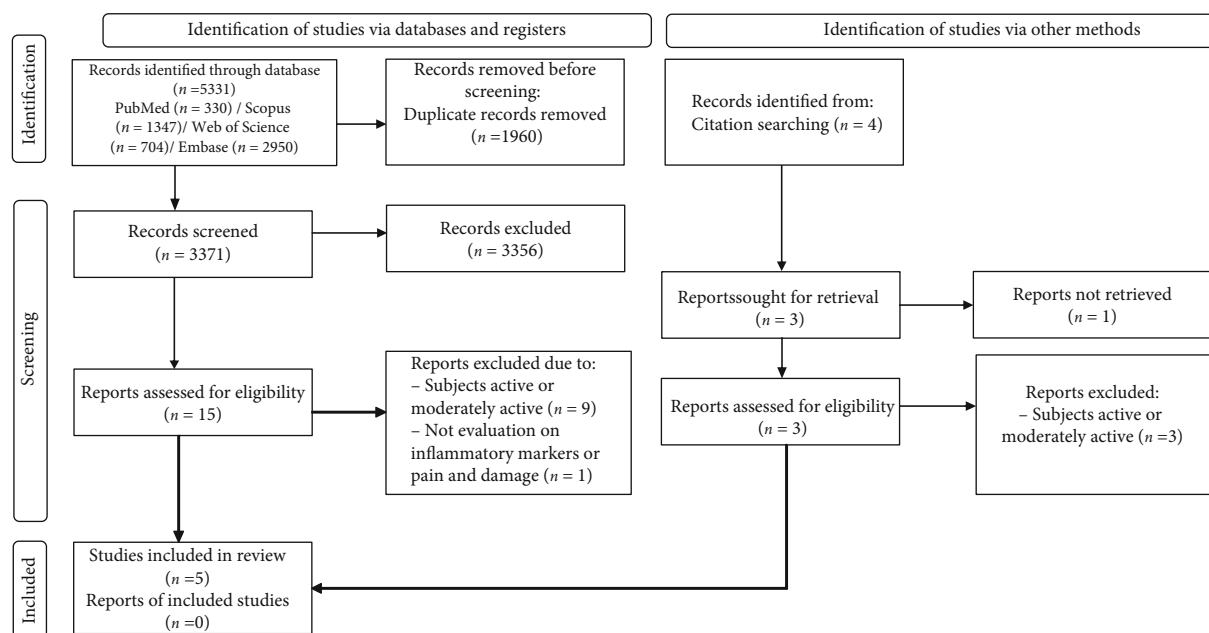 Identification of studies via databases and registers
Identification of studies via other methods
Identification
Records identified through database
(n =5331)
PubMed (n = 330) / Scopus
(n = 1347)/ Web of Science
(n = 704)/ Embase (n = 2950)
Records removed before
screening:
Duplicate records removed
(n =1960)
Records identified from:
Citation searching (n = 4)
Screening
Records screened
(n = 3371)
Records excluded
(n = 3356)
Reportssought for retrieval
(n = 3)
Reports not retrieved
(n = 1)
Reports assessed for eligibility
(n = 15)
Reports excluded due to:
– Subjects active or
moderately active (n = 9)
– Not evaluation on
inflammatory markers or
pain and damage (n = 1)
Reports assessed for eligibility
(n = 3)
Reports excluded:
– Subjects active or
moderately active (n =3)
Included
Studies included in review
(n =5)
Reports of included studies
(n =0)